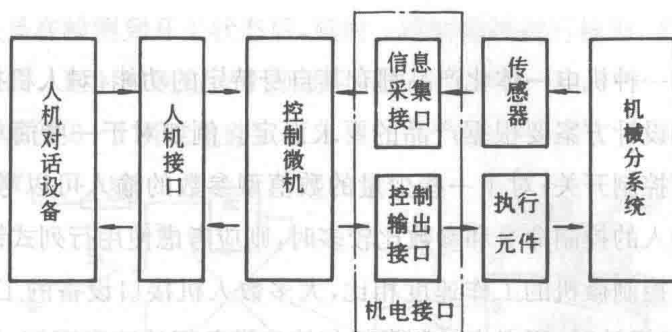 人机对话设备
人机接口
控制微机
信息采集接口
控制输出接口
传感器
执行元件
机械分系统
机电接口